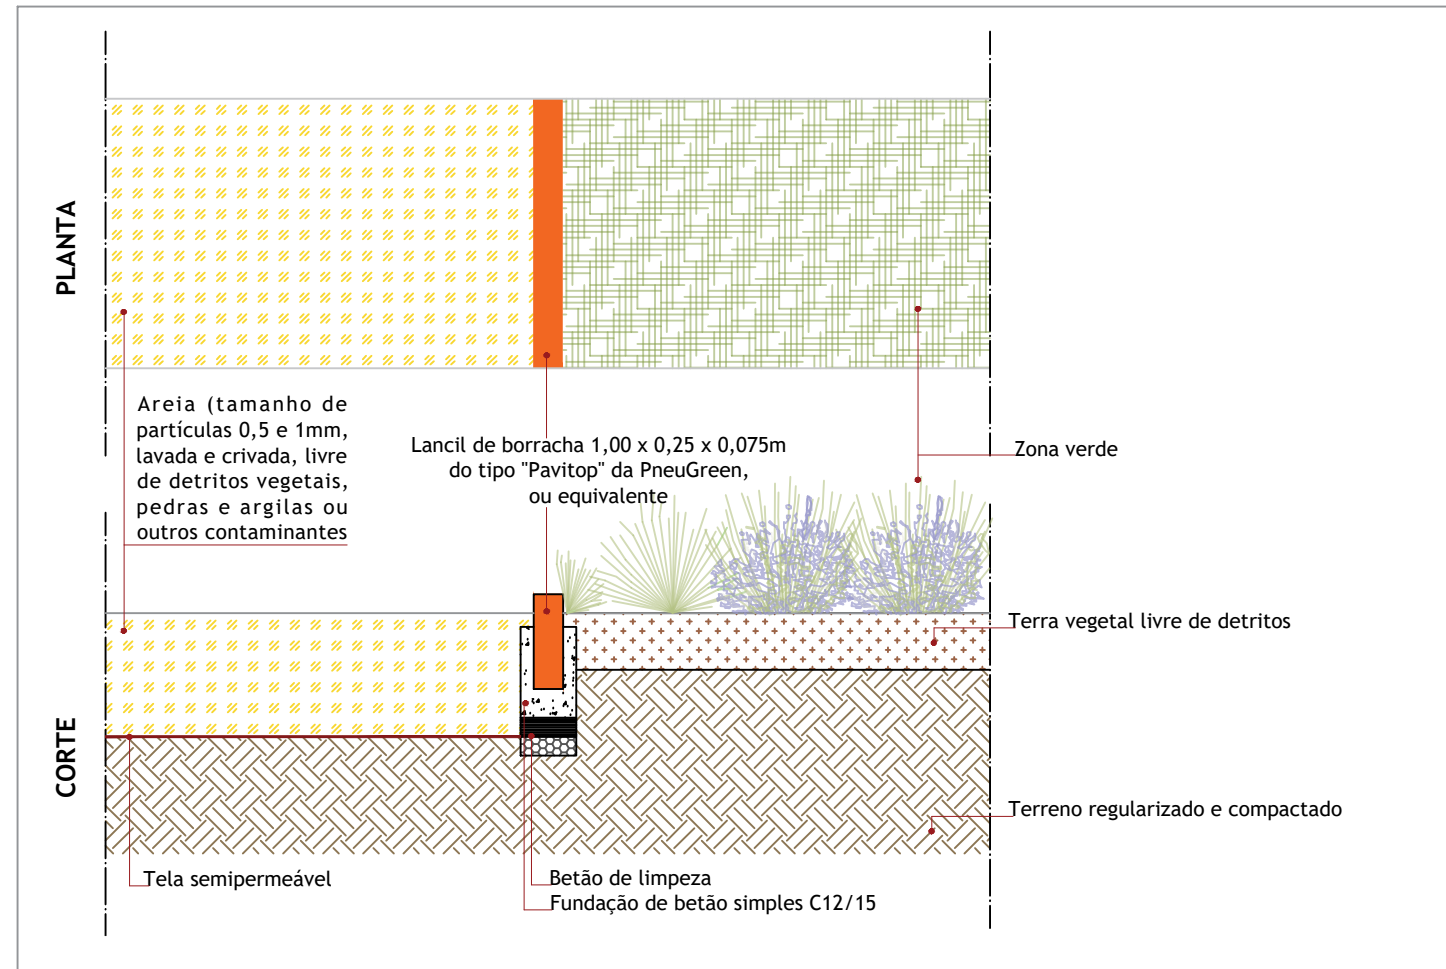 PLANTA
Areia (tamanho de
partículas 0,5 e 1mm,
lavada e crivada, livre
de detritos vegetais,
pedras e argilas ou
outros contaminantes
Lancil de borracha 1,00 x 0,25 x 0,075m
do tipo "Pavitop" da PneuGreen,
ou equivalente
Zona verde
Terra vegetal livre de detritos
CORTE
Terreno regularizado e compactado
Tela semipermeável
Betão de limpeza
Fundação de betão simples C12/15